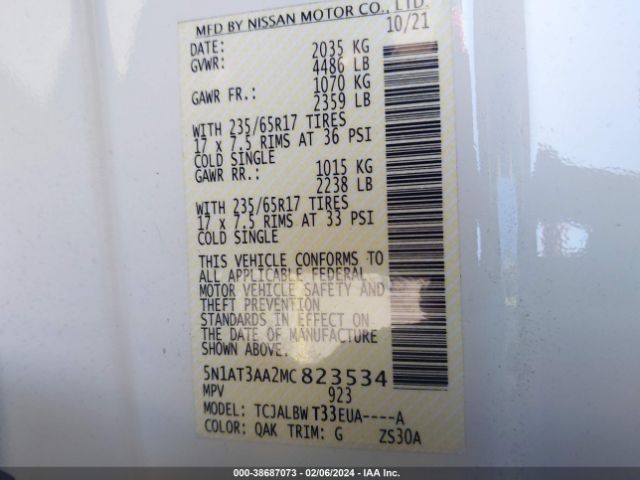 MFD BY NISSAN MOTOR CO., LTD.
DATE: 10/21
GVWR: 2035 KG
4486 LB
GAWR FR.: 1070 KG
2359 LB
WITH 235/65R17 TIRES
17 x 7.5 RIMS AT 36 PSI
COLD SINGLE
GAWR RR.: 1015 KG
2238 LB
WITH 235/65R17 TIRES
17 x 7.5 RIMS AT 33 PSI
COLD SINGLE
THIS VEHICLE CONFORMS TO
ALL APPLICABLE FEDERAL
MOTOR VEHICLE SAFETY AND
THEFT PREVENTION
STANDARDS IN EFFECT ON
THE DATE OF MANUFACTURE
SHOWN ABOVE.
5N1AT3AA2MC 823534
MPV 923
MODEL: TCJALBW T33EUA----A
COLOR: QAK TRIM: G ZS30A
000-38687073 - 02/06/2024 - IAA Inc.